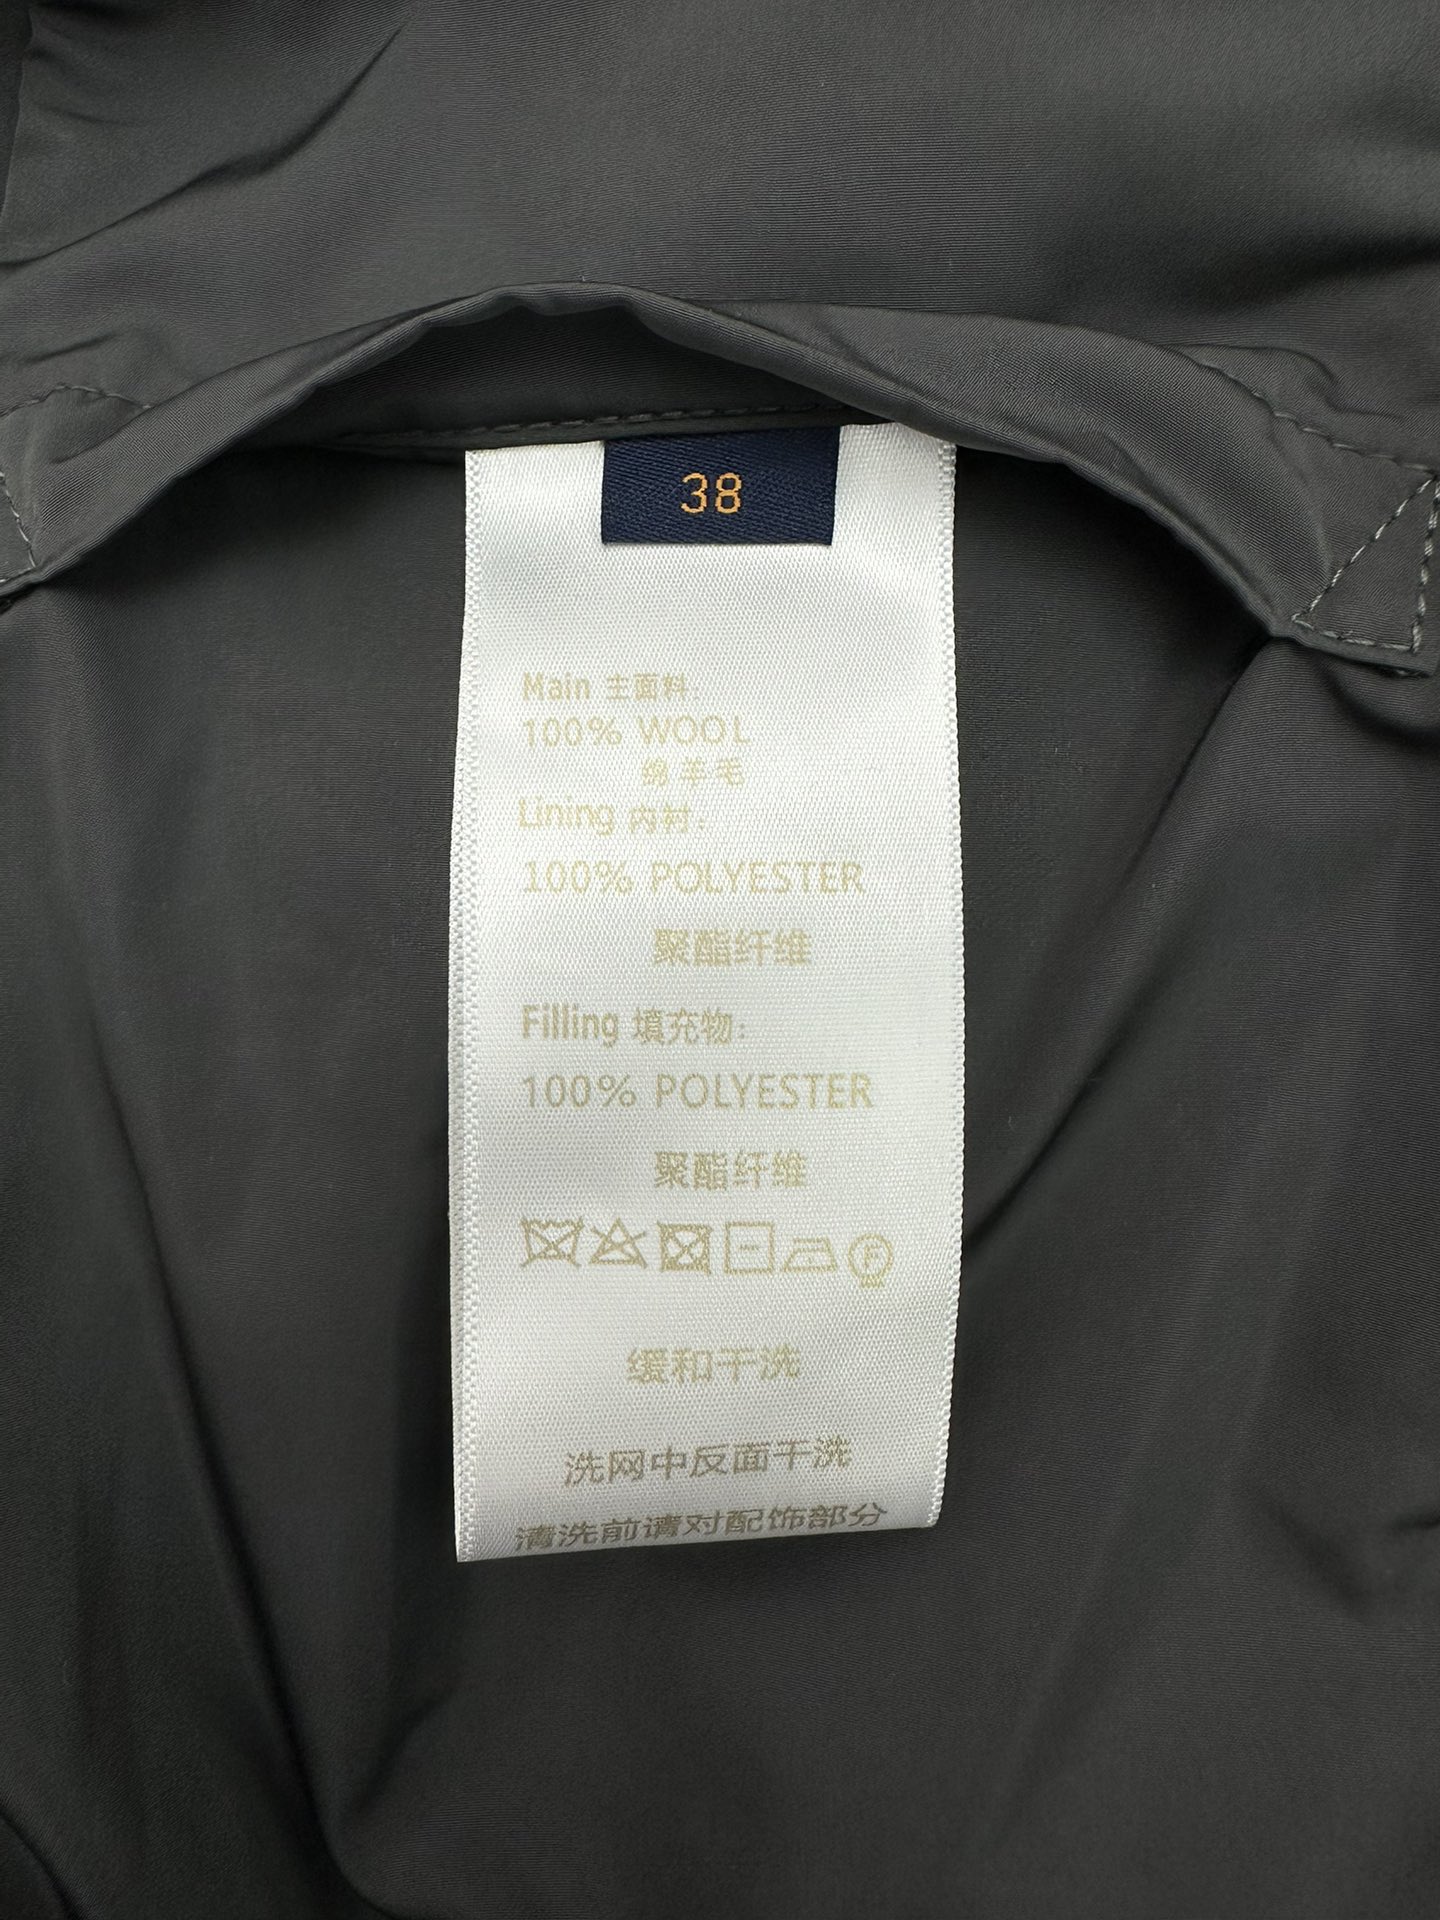 38
Main 主面料:
100% WOOL
绵羊毛
Lining 内衬:
100% POLYESTER
聚酯纤维
Filling 填充物:
100% POLYESTER
聚酯纤维
F
缓和干洗
洗网中反面干洗
清洗前请对配饰部分